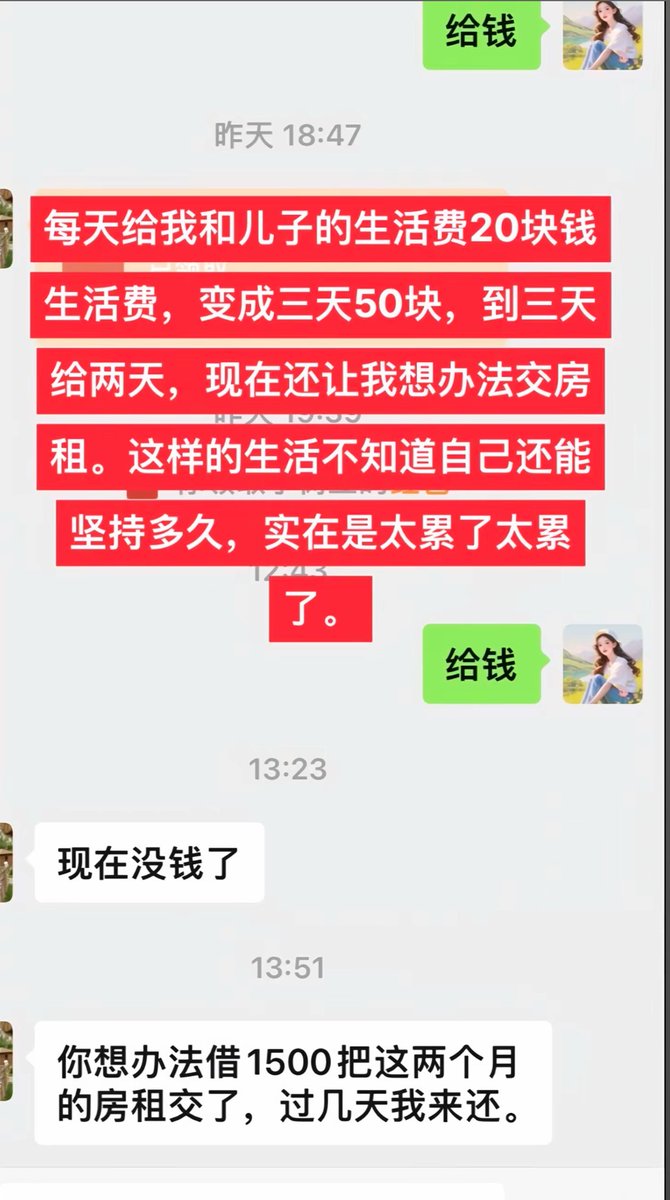 给钱
昨天 18:47
每天给我和儿子的生活费20块钱
生活费，变成三天50块，到三天
给两天，现在还让我想办法交房
租。这样的生活不知道自己还能
坚持多久，实在是太累了太累
了。
12:43
给钱
13:23
现在没钱了
13:51
你想办法借1500把这两个月
的房租交了，过几天我来还。